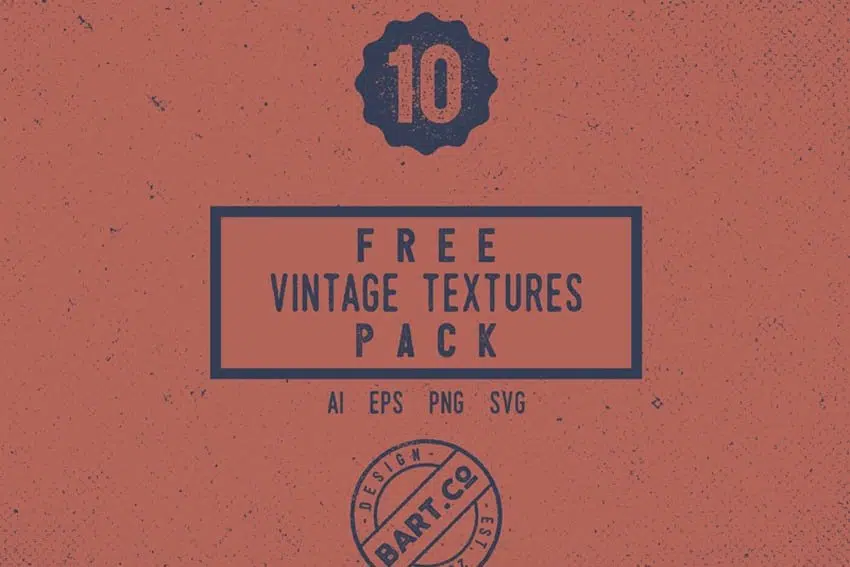 10
FREE
VINTAGE TEXTURES
PACK
AI EPS PNG SVG
DESIGN
BART.CO
EST.